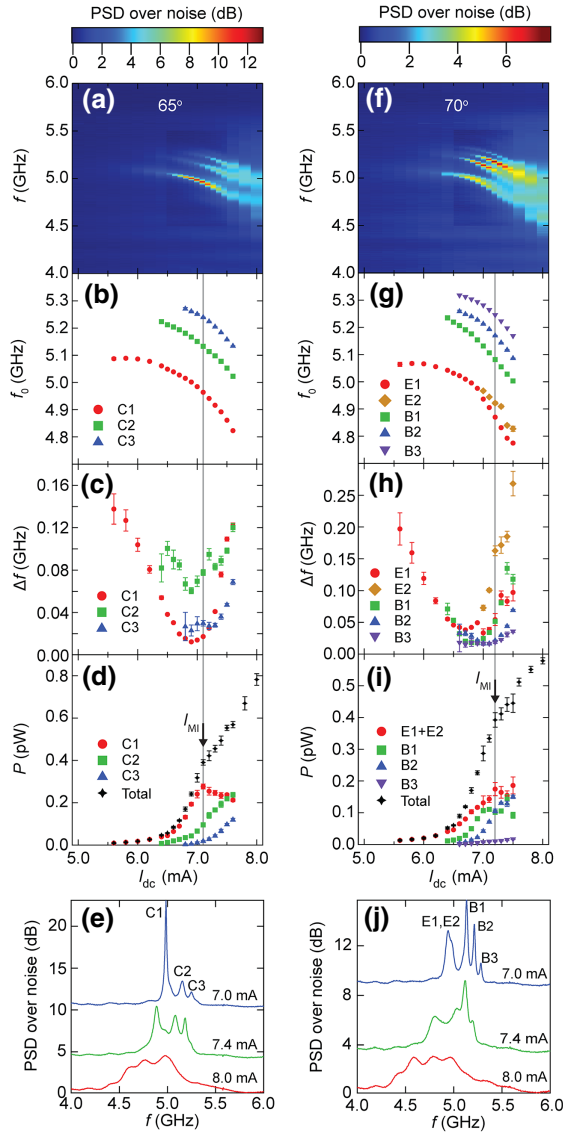 PSD over noise (dB)
0 2 4 6 8 10 12
(a)
65°
f (GHz)
6.0
5.5
5.0
4.5
4.0
(b)
f0 (GHz)
5.3
5.2
5.1
5.0
4.9
4.8
C1
C2
C3
(c)
Δf (GHz)
0.16
0.12
0.08
0.04
0.00
C1
C2
C3
(d)
P (pW)
0.8
0.6
0.4
0.2
0.0
IMI
C1
C2
C3
Total
5.0 6.0 7.0 8.0
Idc (mA)
(e)
PSD over noise (dB)
20
15
10
5
0
C1
C2
C3
7.0 mA
7.4 mA
8.0 mA
4.0 4.5 5.0 5.5 6.0
f (GHz)
PSD over noise (dB)
0 2 4 6
(f)
70°
f (GHz)
6.0
5.5
5.0
4.5
4.0
(g)
f0 (GHz)
5.3
5.2
5.1
5.0
4.9
4.8
E1
E2
B1
B2
B3
(h)
Δf (GHz)
0.25
0.20
0.15
0.10
0.05
0.00
E1
E2
B1
B2
B3
(i)
P (pW)
0.5
0.4
0.3
0.2
0.1
0.0
IMI
E1+E2
B1
B2
B3
Total
5.0 6.0 7.0 8.0
Idc (mA)
(j)
PSD over noise (dB)
12
8
4
0
E1,E2
B1
B2
B3
7.0 mA
7.4 mA
8.0 mA
4.0 4.5 5.0 5.5 6.0
f (GHz)